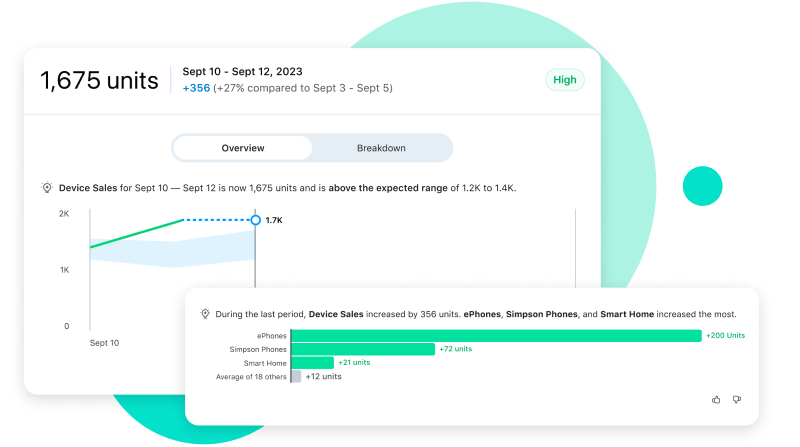 1,675 units
Sept 10 - Sept 12, 2023
+356 (+27% compared to Sept 3 - Sept 5)
High
Overview
Breakdown
Device Sales for Sept 10 — Sept 12 is now 1,675 units and is above the expected range of 1.2K to 1.4K.
2K
1.7K
1K
0
Sept 10
During the last period, Device Sales increased by 356 units. ePhones, Simpson Phones, and Smart Home increased the most.
ePhones +200 Units
Simpson Phones +72 units
Smart Home +21 units
Average of 18 others +12 units